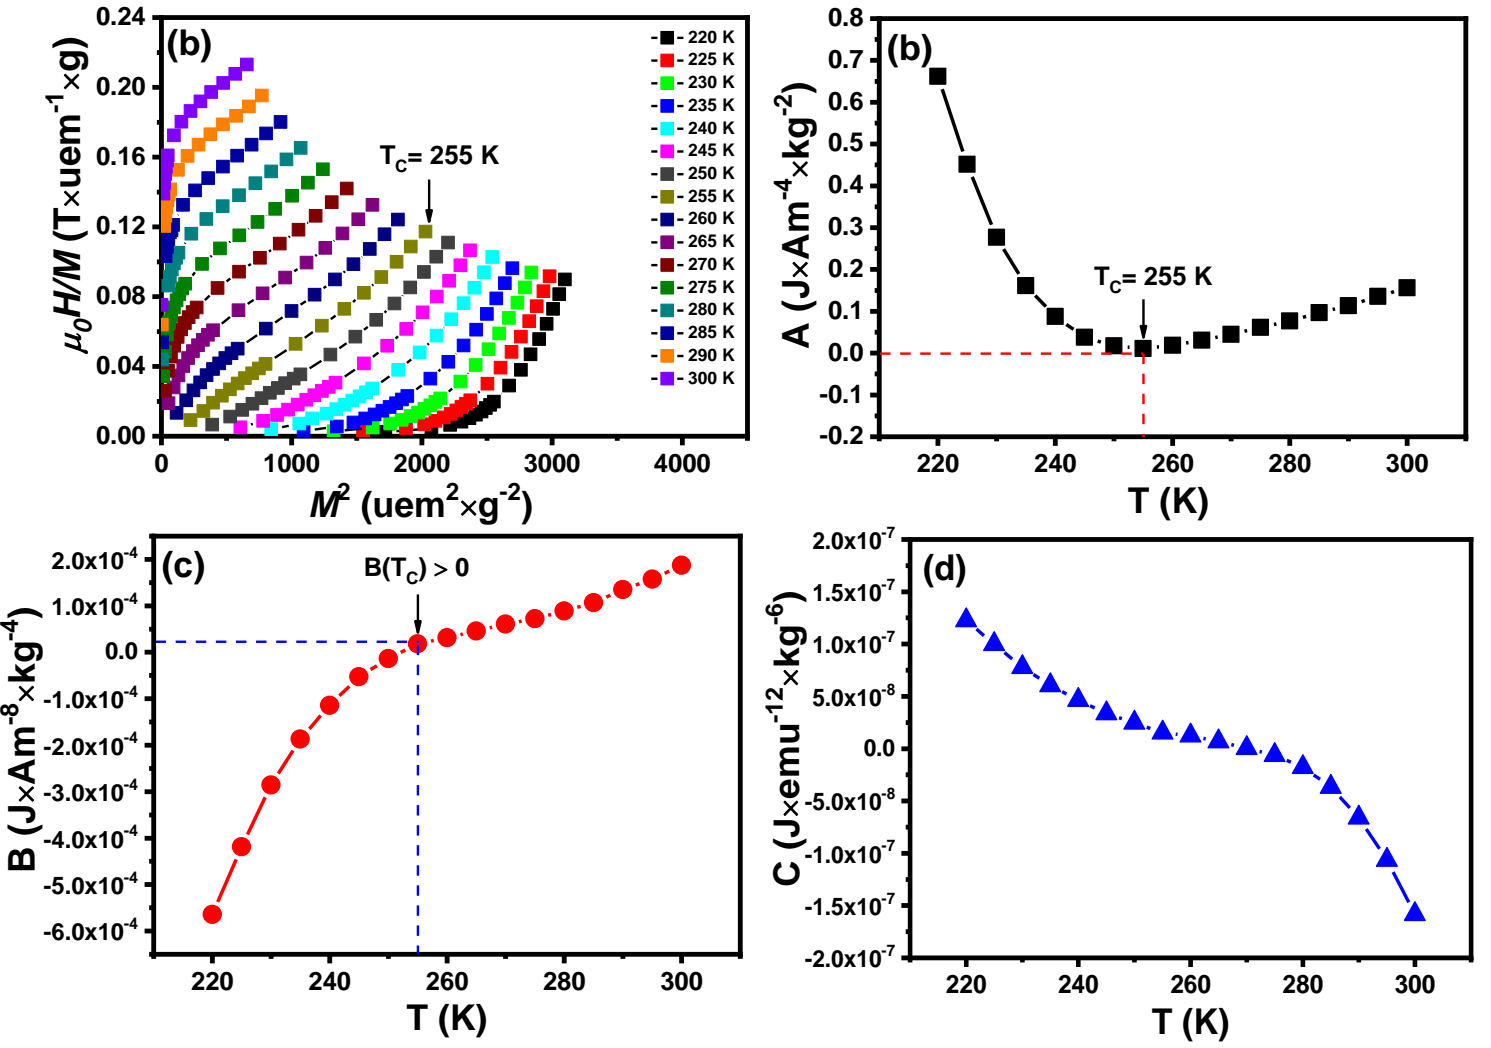 (b)
0.24
0.20
0.16
0.12
0.08
0.04
0.00
μ₀H/M (T×uem⁻¹×g)
T_C= 255 K
220 K
225 K
230 K
235 K
240 K
245 K
250 K
255 K
260 K
265 K
270 K
275 K
280 K
285 K
290 K
300 K
0 1000 2000 3000 4000
M² (uem²×g⁻²)
(b)
0.8
0.7
0.6
0.5
0.4
0.3
0.2
0.1
0.0
-0.1
-0.2
A (J×Am⁻⁴×kg⁻²)
T_C= 255 K
220 240 260 280 300
T (K)
(c)
2.0x10⁻⁴
1.0x10⁻⁴
0.0
-1.0x10⁻⁴
-2.0x10⁻⁴
-3.0x10⁻⁴
-4.0x10⁻⁴
-5.0x10⁻⁴
-6.0x10⁻⁴
B (J×Am⁻⁸×kg⁻⁴)
B(T_C) > 0
220 240 260 280 300
T (K)
(d)
2.0x10⁻⁷
1.5x10⁻⁷
1.0x10⁻⁷
5.0x10⁻⁸
0.0
-5.0x10⁻⁸
-1.0x10⁻⁷
-1.5x10⁻⁷
-2.0x10⁻⁷
C (J×emu⁻¹²×kg⁻⁶)
220 240 260 280 300
T (K)